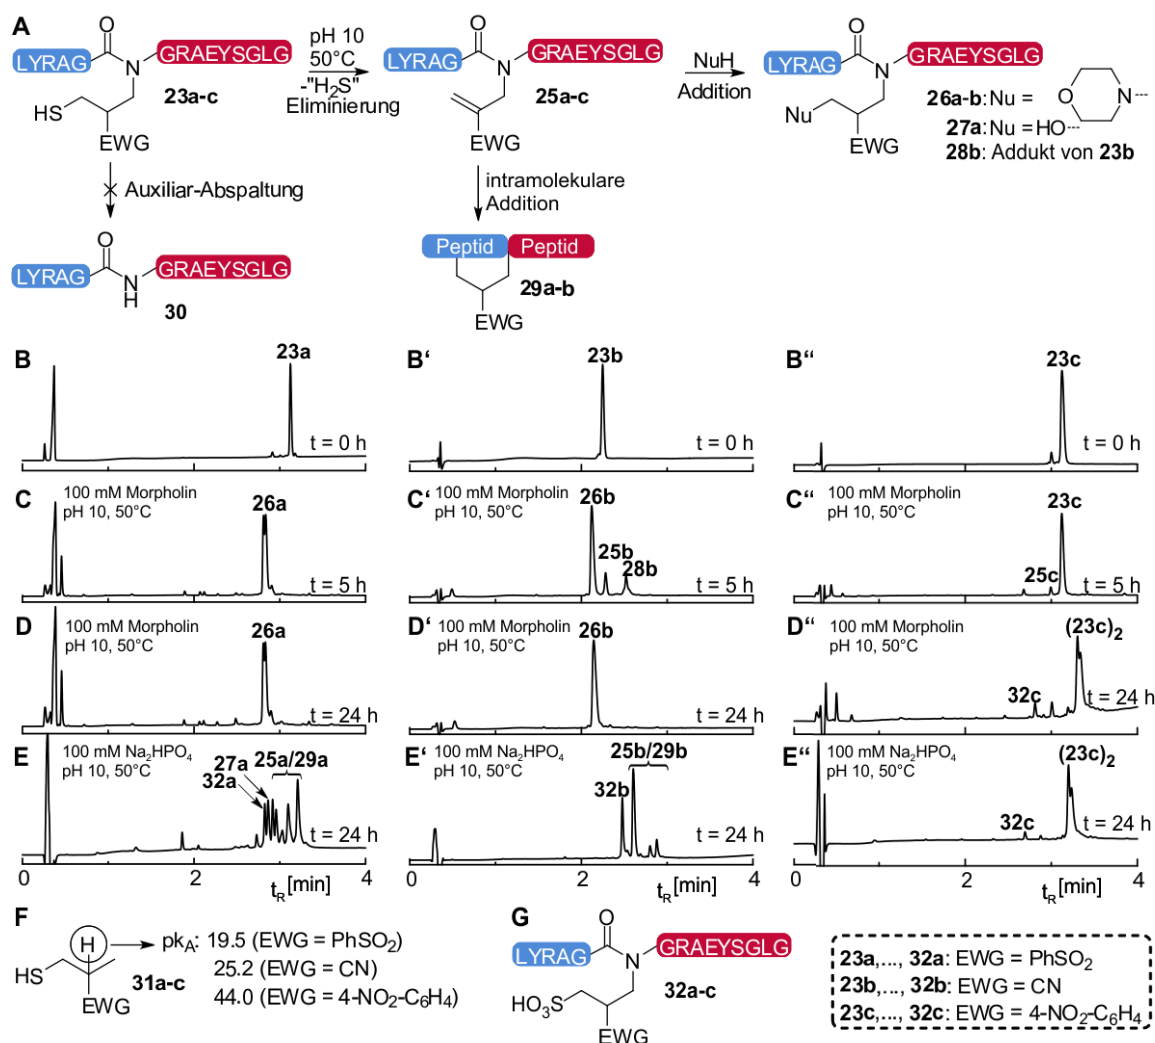 A
LYRAG
O
N
GRAEYSGLG
HS
EWG
23a-c
pH 10
50°C
-"H₂S"
Eliminierung
LYRAG
O
N
GRAEYSGLG
EWG
25a-c
NuH
Addition
LYRAG
O
N
GRAEYSGLG
Nu
EWG
26a-b: Nu =
O
N
27a: Nu = HO
28b: Addukt von 23b
Auxiliar-Abspaltung
LYRAG
O
N
H
GRAEYSGLG
30
intramolekulare
Addition
Peptid
Peptid
29a-b
EWG
B
23a
t = 0 h
B'
23b
t = 0 h
B"
23c
t = 0 h
C
100 mM Morpholin
pH 10, 50°C
26a
t = 5 h
C'
100 mM Morpholin
pH 10, 50°C
26b
25b
28b
t = 5 h
C"
100 mM Morpholin
pH 10, 50°C
23c
25c
t = 5 h
D
100 mM Morpholin
pH 10, 50°C
26a
t = 24 h
D'
100 mM Morpholin
pH 10, 50°C
26b
t = 24 h
D"
100 mM Morpholin
pH 10, 50°C
(23c)₂
32c
t = 24 h
E
100 mM Na₂HPO₄
pH 10, 50°C
27a
32a
25a/29a
t = 24 h
0 2 4
tR [min]
E'
100 mM Na₂HPO₄
pH 10, 50°C
25b/29b
32b
t = 24 h
0 2 4
tR [min]
E"
100 mM Na₂HPO₄
pH 10, 50°C
(23c)₂
32c
t = 24 h
0 2 4
tR [min]
F
H
HS
EWG
31a-c
pkA: 19.5 (EWG = PhSO₂)
25.2 (EWG = CN)
44.0 (EWG = 4-NO₂-C₆H₄)
G
LYRAG
O
N
GRAEYSGLG
HO₃S
EWG
32a-c
23a,..., 32a: EWG = PhSO₂
23b,..., 32b: EWG = CN
23c,..., 32c: EWG = 4-NO₂-C₆H₄